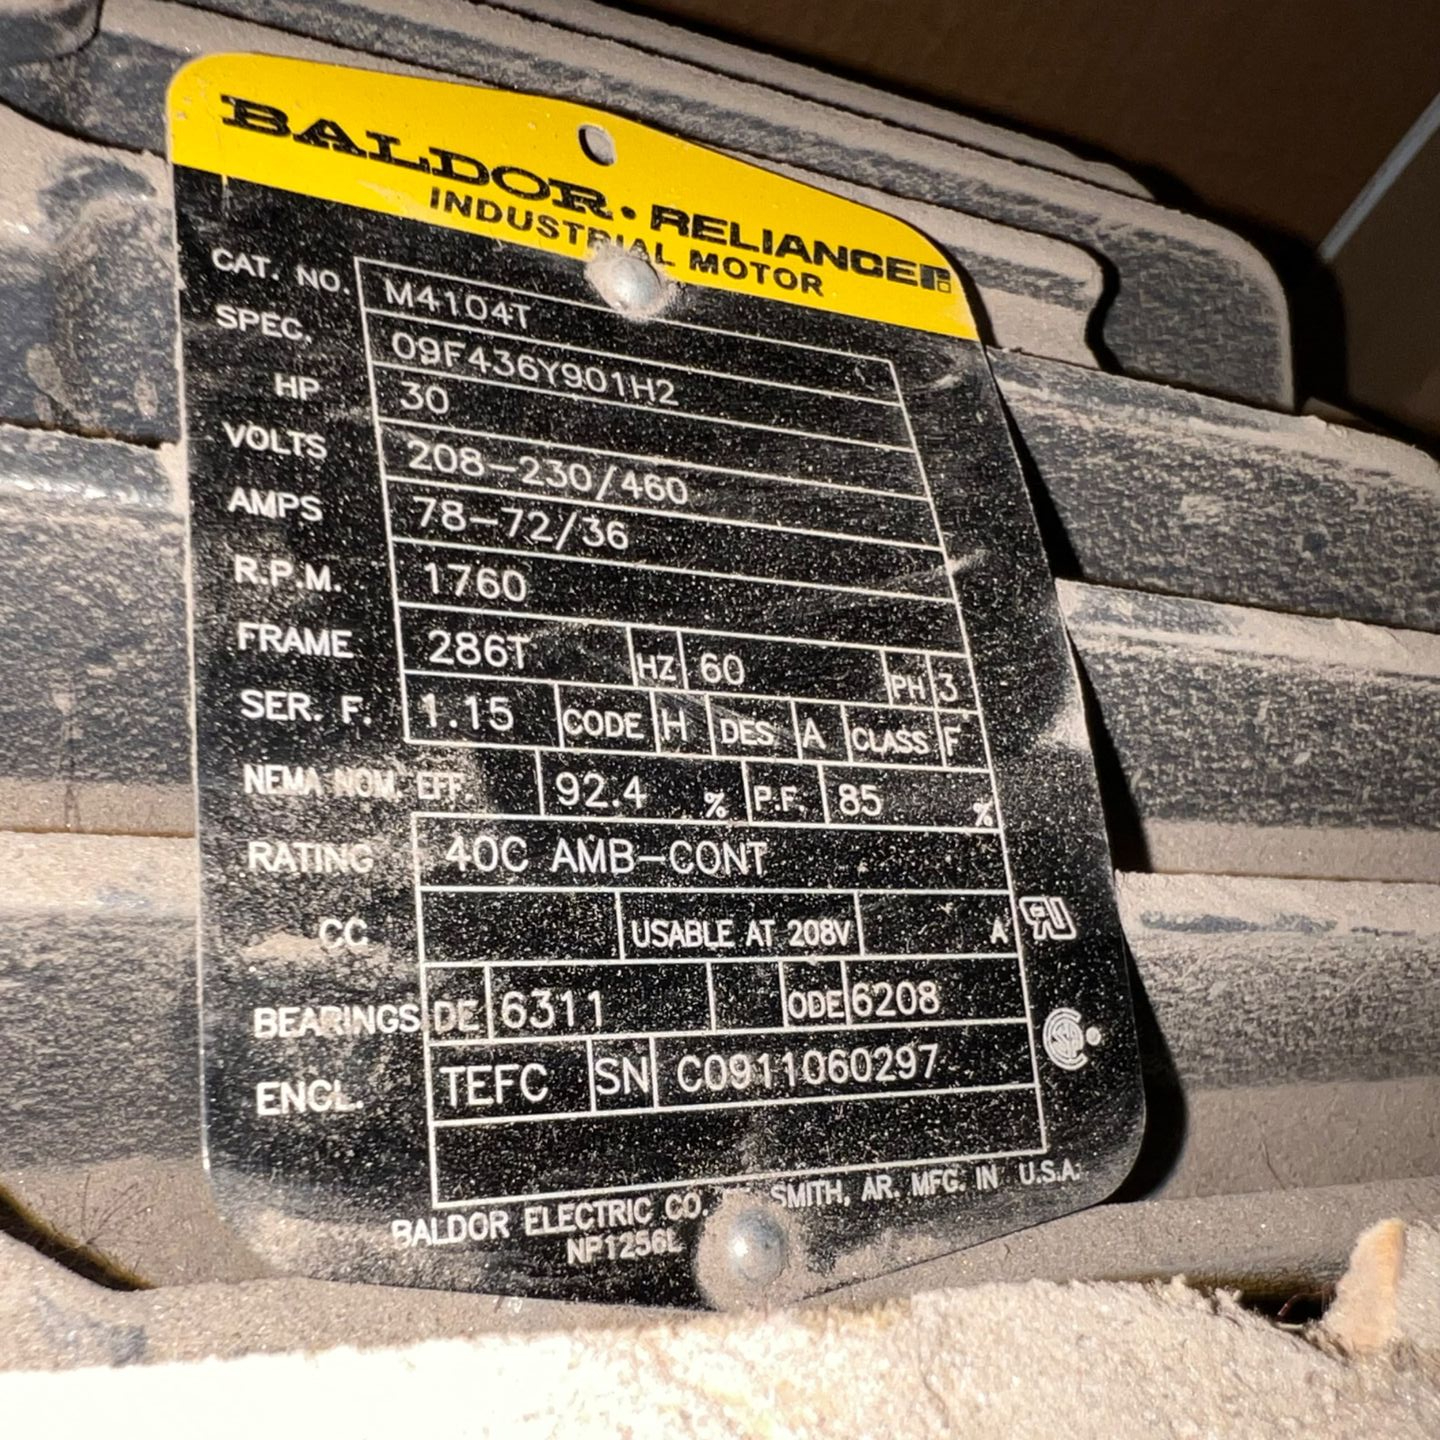 BALDOR • RELIANCER
INDUSTRIAL MOTOR
CAT. NO. M4104T
SPEC. 09F436Y901H2
HP 30
VOLTS 208-230/460
AMPS 78-72/36
R.P.M. 1760
FRAME 286T HZ 60 PH 3
SER. F. 1.15 CODE H DES A CLASS F
NEMA NOM. EFF. 92.4 % P.F. 85 %
RATING 40C AMB-CONT
CC USABLE AT 208V A
BEARINGS DE 6311 ODE 6208
ENCL. TEFC SN C0911060297
BALDOR ELECTRIC CO. SMITH, AR. MFG. IN U.S.A.
NP1256L